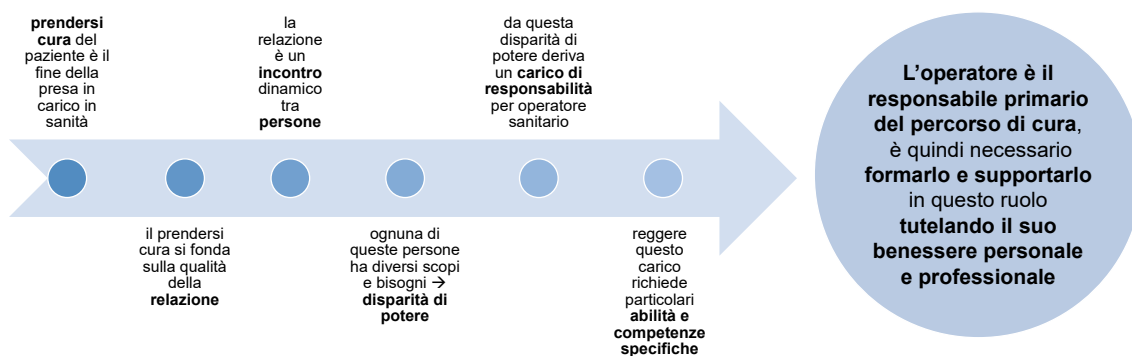 prendersi
cura del
paziente è il
fine della
presa in
carico in
sanità
il prendersi
cura si fonda
sulla qualità
della
relazione
la
relazione
è un
incontro
dinamico
tra
persone
ognuna di
queste persone
ha diversi scopi
e bisogni →
disparità di
potere
da questa
disparità di
potere deriva
un carico di
responsabilità
per operatore
sanitario
reggere
questo
carico
richiede
particolari
abilità e
competenze
specifiche
L’operatore è il
responsabile primario
del percorso di cura,
è quindi necessario
formarlo e supportarlo
in questo ruolo
tutelando il suo
benessere personale
e professionale